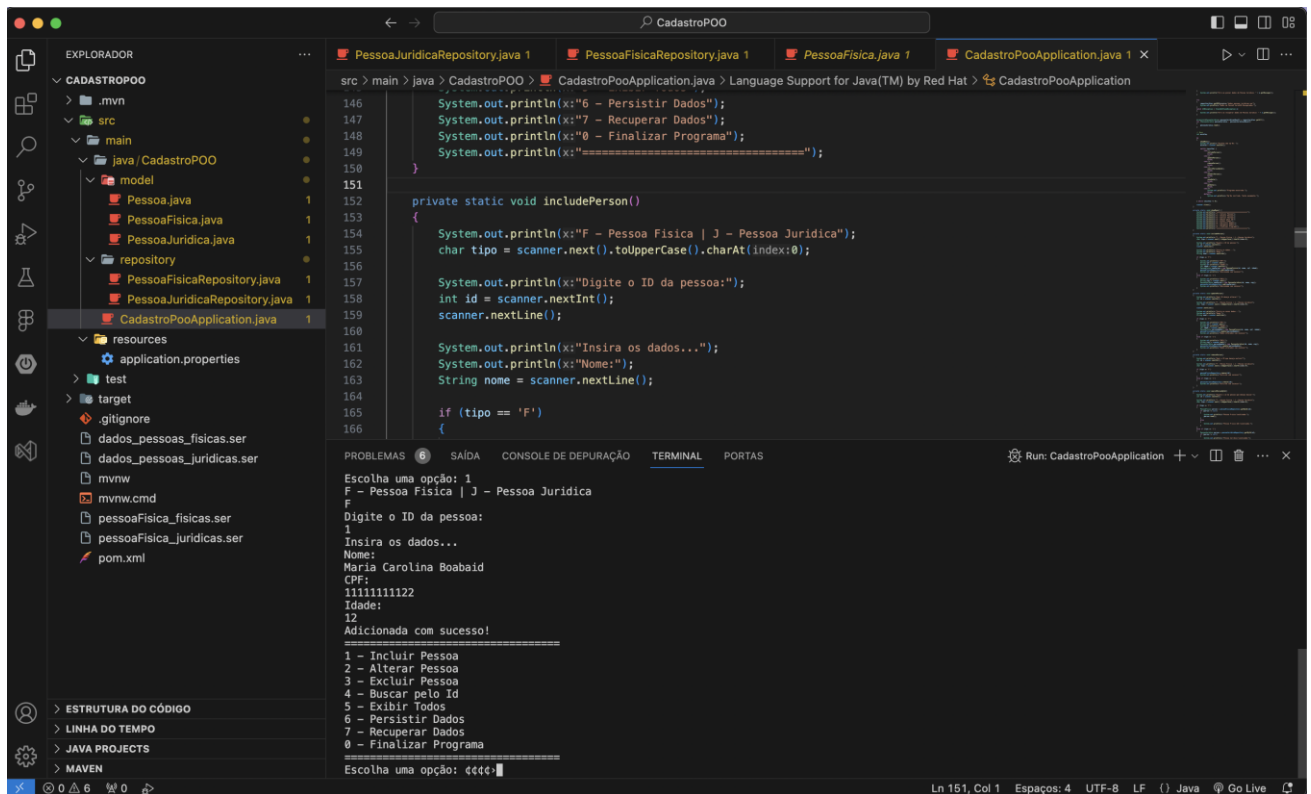 CadastroPOO
EXPLORADOR
CADASTROPOO
.mvn
src
main
java/CadastroPOO
model
Pessoa.java 1
PessoaFisica.java 1
PessoaJuridica.java 1
repository
PessoaFisicaRepository.java 1
PessoaJuridicaRepository.java 1
CadastroPooApplication.java 1
resources
application.properties
test
target
.gitignore
dados_pessoas_fisicas.ser
dados_pessoas_juridicas.ser
mvnw
mvnw.cmd
pessoaFisica_fisicas.ser
pessoaFisica_juridicas.ser
pom.xml
ESTRUTURA DO CÓDIGO
LINHA DO TEMPO
JAVA PROJECTS
MAVEN
PessoaJuridicaRepository.java 1 PessoaFisicaRepository.java 1 PessoaFisica.java 1 CadastroPooApplication.java 1
src > main > java > CadastroPOO > CadastroPooApplication.java > Language Support for Java(TM) by Red Hat > CadastroPooApplication
146 System.out.println(x:"6 - Persistir Dados");
147 System.out.println(x:"7 - Recuperar Dados");
148 System.out.println(x:"0 - Finalizar Programa");
149 System.out.println(x:"==================================");
150 }
151
152 private static void includePerson()
153 {
154 System.out.println(x:"F - Pessoa Fisica | J - Pessoa Juridica");
155 char tipo = scanner.next().toUpperCase().charAt(index:0);
156
157 System.out.println(x:"Digite o ID da pessoa:");
158 int id = scanner.nextInt();
159 scanner.nextLine();
160
161 System.out.println(x:"Insira os dados...");
162 System.out.println(x:"Nome:");
163 String nome = scanner.nextLine();
164
165 if (tipo == 'F')
166 {
PROBLEMAS 6 SAÍDA CONSOLE DE DEPURAÇÃO TERMINAL PORTAS Run: CadastroPooApplication
Escolha uma opção: 1
F - Pessoa Fisica | J - Pessoa Juridica
F
Digite o ID da pessoa:
1
Insira os dados...
Nome:
Maria Carolina Boabaid
CPF:
11111111122
Idade:
12
Adicionada com sucesso!
==================================
1 - Incluir Pessoa
2 - Alterar Pessoa
3 - Excluir Pessoa
4 - Buscar pelo Id
5 - Exibir Todos
6 - Persistir Dados
7 - Recuperar Dados
0 - Finalizar Programa
==================================
Escolha uma opção: ¢¢¢¢>
0 6 0 Ln 151, Col 1 Espaços: 4 UTF-8 LF {} Java Go Live